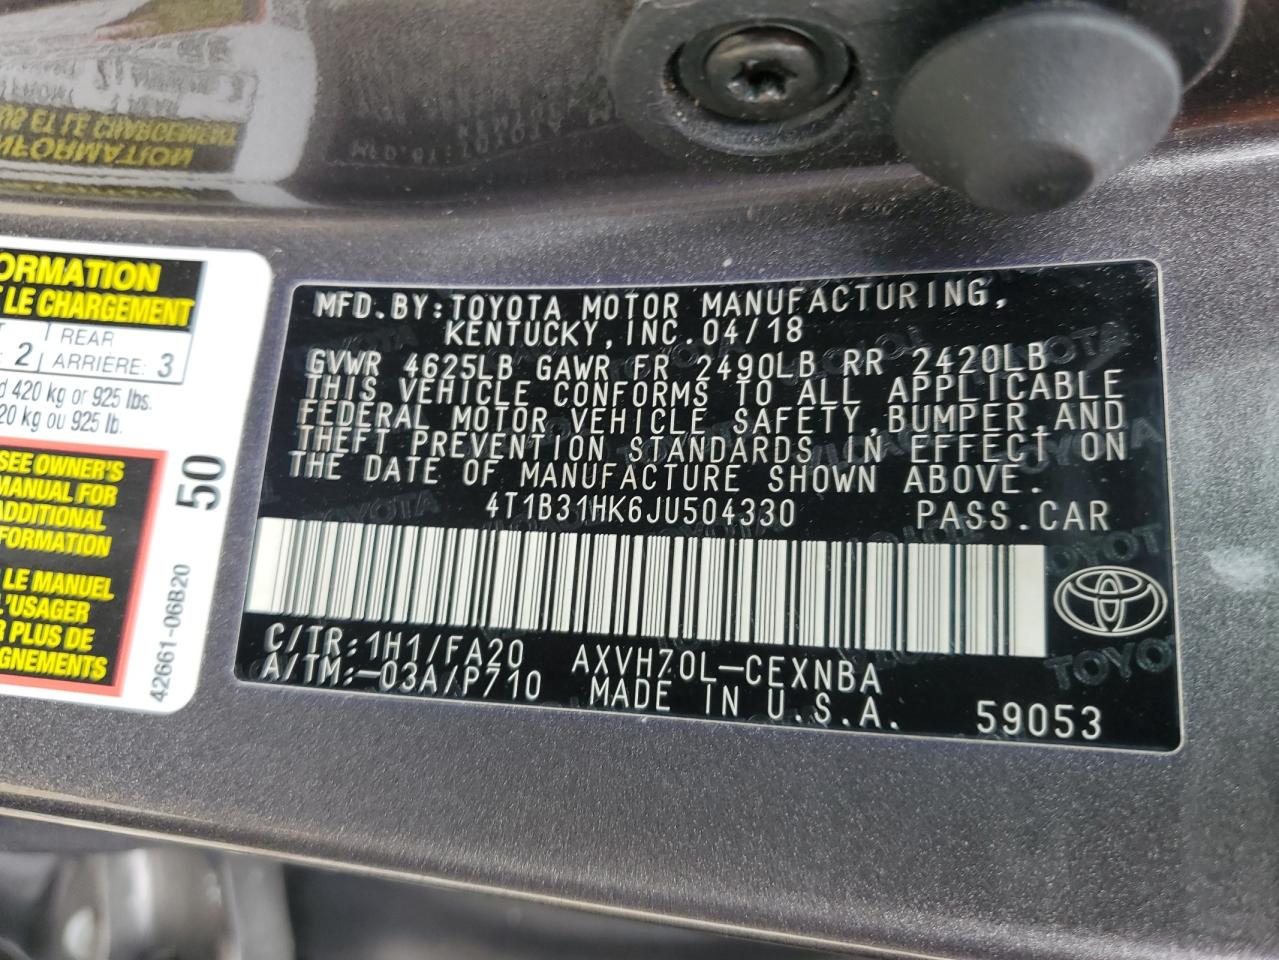 ORMATION
LE CHARGEMENT
2 REAR
ARRIÈRE: 3
420 kg or 925 lbs.
20 kg ou 925 lb.
SEE OWNER'S
MANUAL FOR
ADDITIONAL
FORMATION
LE MANUEL
L'USAGER
R PLUS DE
GNEMENTS
50
42661-06B20
MFD.BY:TOYOTA MOTOR MANUFACTURING,
KENTUCKY,INC.04/18
GVWR 4625LB GAWR FR 2490LB RR 2420LB
THIS VEHICLE CONFORMS TO ALL APPLICABLE
FEDERAL MOTOR VEHICLE SAFETY,BUMPER,AND
THEFT PREVENTION STANDARDS IN EFFECT ON
THE DATE OF MANUFACTURE SHOWN ABOVE.
4T1B31HK6JU504330 PASS.CAR
C/TR:1H1/FA20 AXVH70L-CEXNBA
A/TM:-03A/P710 MADE IN U.S.A. 59053